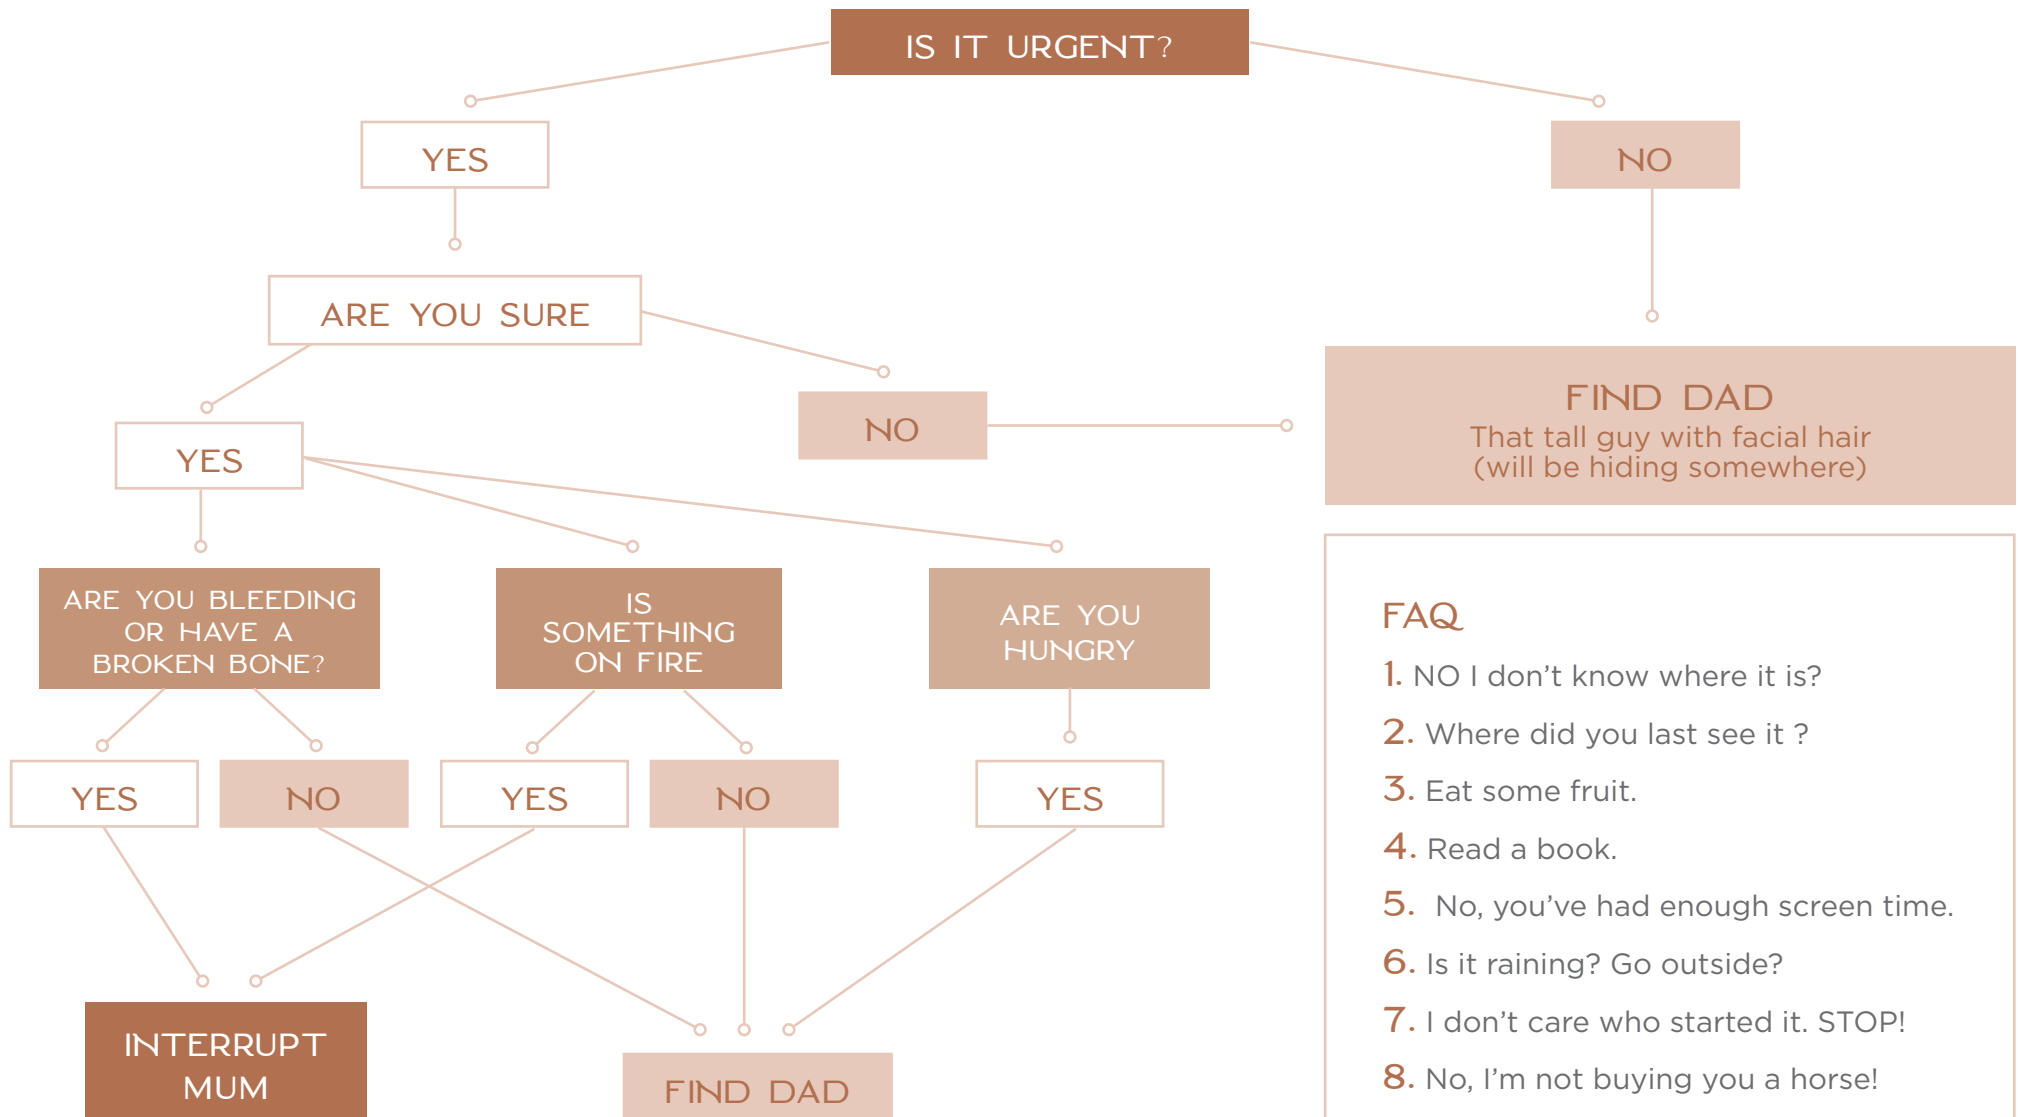 IS IT URGENT?
YES
NO
ARE YOU SURE
NO
FIND DAD
That tall guy with facial hair
(will be hiding somewhere)
YES
ARE YOU BLEEDING
OR HAVE A
BROKEN BONE?
IS
SOMETHING
ON FIRE
ARE YOU
HUNGRY
YES
NO
YES
NO
YES
INTERRUPT
MUM
FIND DAD
FAQ
1. NO I don’t know where it is?
2. Where did you last see it ?
3. Eat some fruit.
4. Read a book.
5. No, you’ve had enough screen time.
6. Is it raining? Go outside?
7. I don’t care who started it. STOP!
8. No, I’m not buying you a horse!